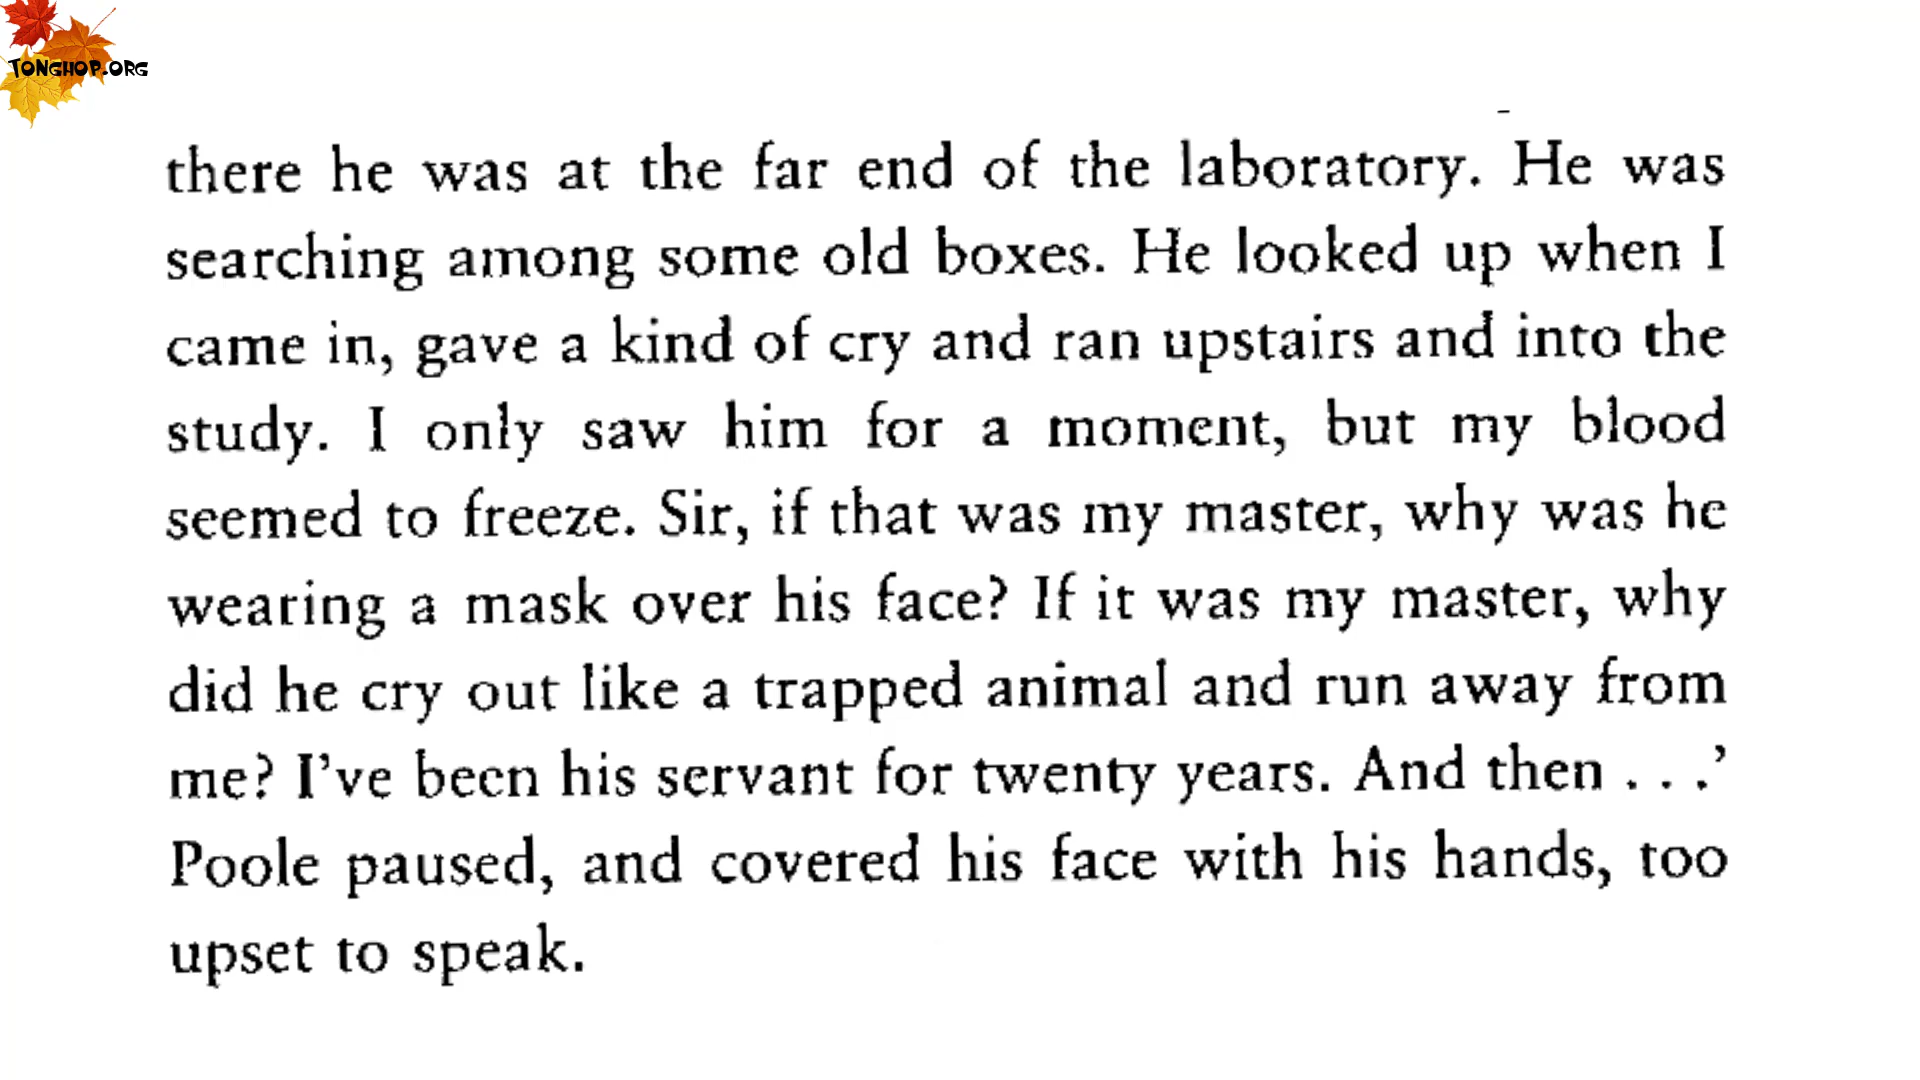 TONGHOP.ORG
there he was at the far end of the laboratory. He was
searching among some old boxes. He looked up when I
came in, gave a kind of cry and ran upstairs and into the
study. I only saw him for a moment, but my blood
seemed to freeze. Sir, if that was my master, why was he
wearing a mask over his face? If it was my master, why
did he cry out like a trapped animal and run away from
me? I’ve been his servant for twenty years. And then . . .’
Poole paused, and covered his face with his hands, too
upset to speak.